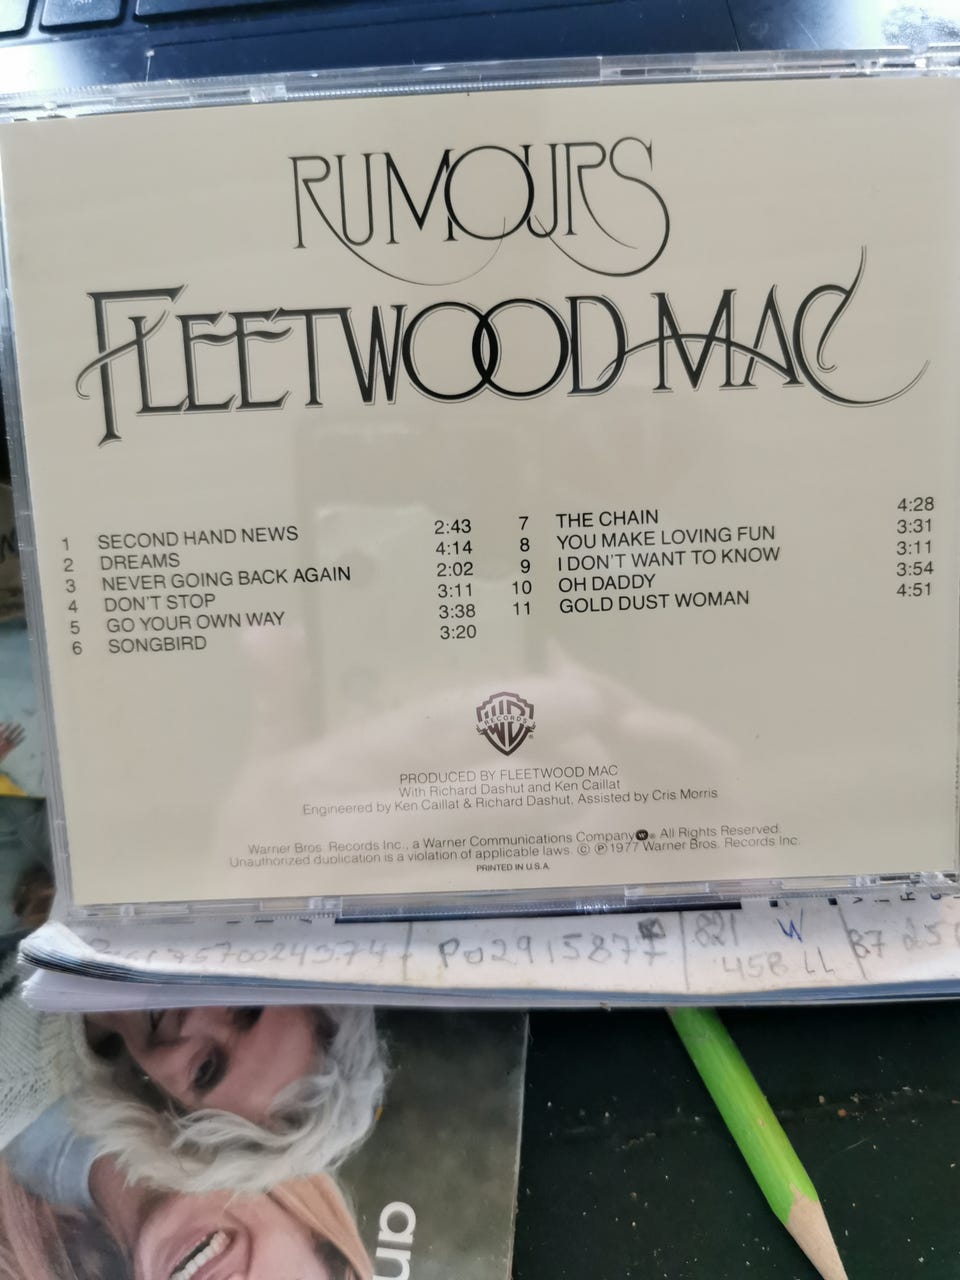 RUMOURS
FLEETWOOD MAC
1 SECOND HAND NEWS 2:43
2 DREAMS 4:14
3 NEVER GOING BACK AGAIN 2:02
4 DON'T STOP 3:11
5 GO YOUR OWN WAY 3:38
6 SONGBIRD 3:20
7 THE CHAIN 4:28
8 YOU MAKE LOVING FUN 3:31
9 I DON'T WANT TO KNOW 3:11
10 OH DADDY 3:54
11 GOLD DUST WOMAN 4:51
RECORDS
PRODUCED BY FLEETWOOD MAC
With Richard Dashut and Ken Caillat
Engineered by Ken Caillat & Richard Dashut, Assisted by Cris Morris
Warner Bros. Records Inc., a Warner Communications Company. All Rights Reserved.
Unauthorized duplication is a violation of applicable laws. © ℗ 1977 Warner Bros. Records Inc.
PRINTED IN U.S.A.
821 W
458 LL
an